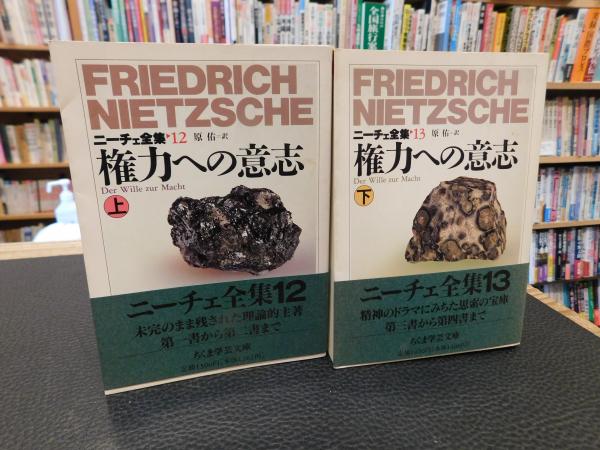 FRIEDRICH
NIETZSCHE
ニーチェ全集 12 原 佑=訳
権力への意志
Der Wille zur Macht
上
ニーチェ全集12
未完のまま残された理論的主著
第一書から第二書まで
ちくま学芸文庫
FRIEDRICH
NIETZSCHE
ニーチェ全集 13 原 佑=訳
権力への意志
Der Wille zur Macht
下
ニーチェ全集13
精神のドラマにみちた思索の宝庫
第三書から第四書まで
ちくま学芸文庫